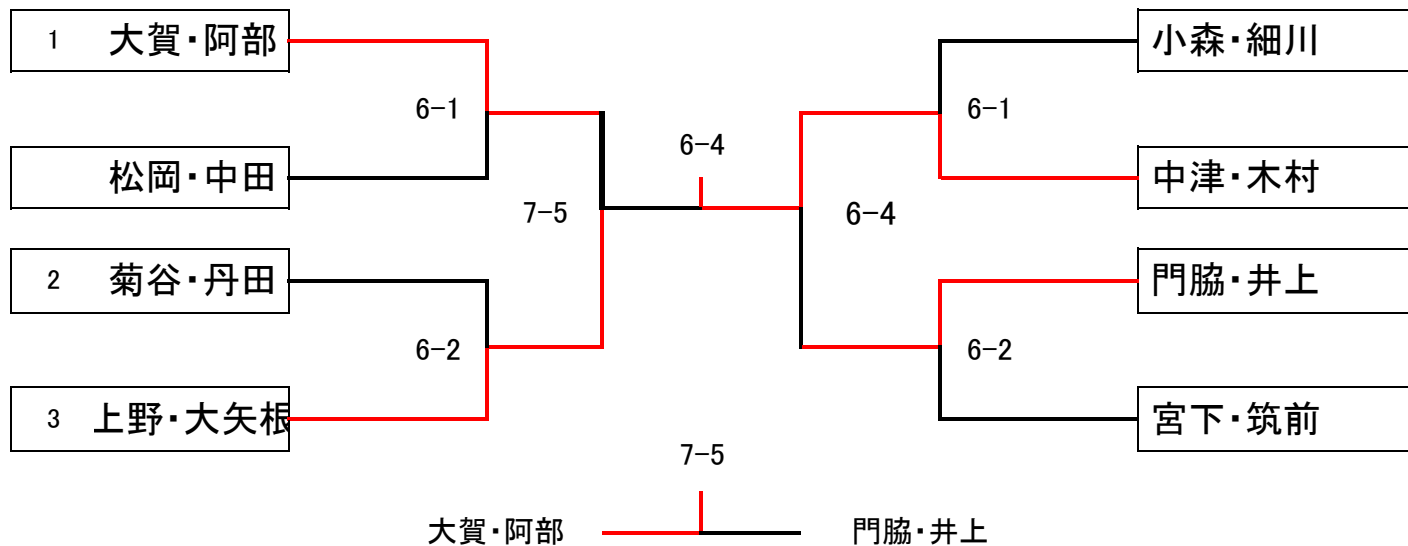 1 大賀・阿部
6-1
松岡・中田
7-5
2 菊谷・丹田
6-2
3 上野・大矢根
6-4
小森・細川
6-1
中津・木村
6-4
門脇・井上
6-2
宮下・筑前
7-5
大賀・阿部 門脇・井上